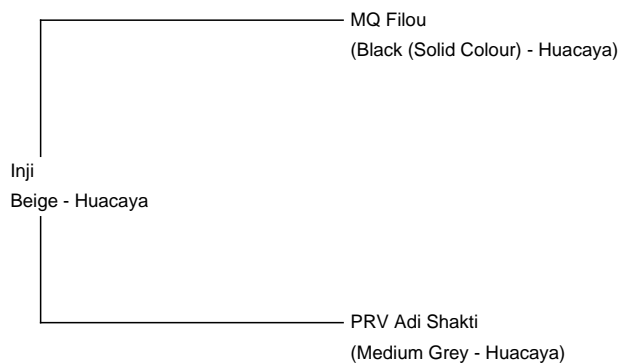 MQ Filou
(Black (Solid Colour) - Huacaya)
Inji
Beige - Huacaya
PRV Adi Shakti
(Medium Grey - Huacaya)